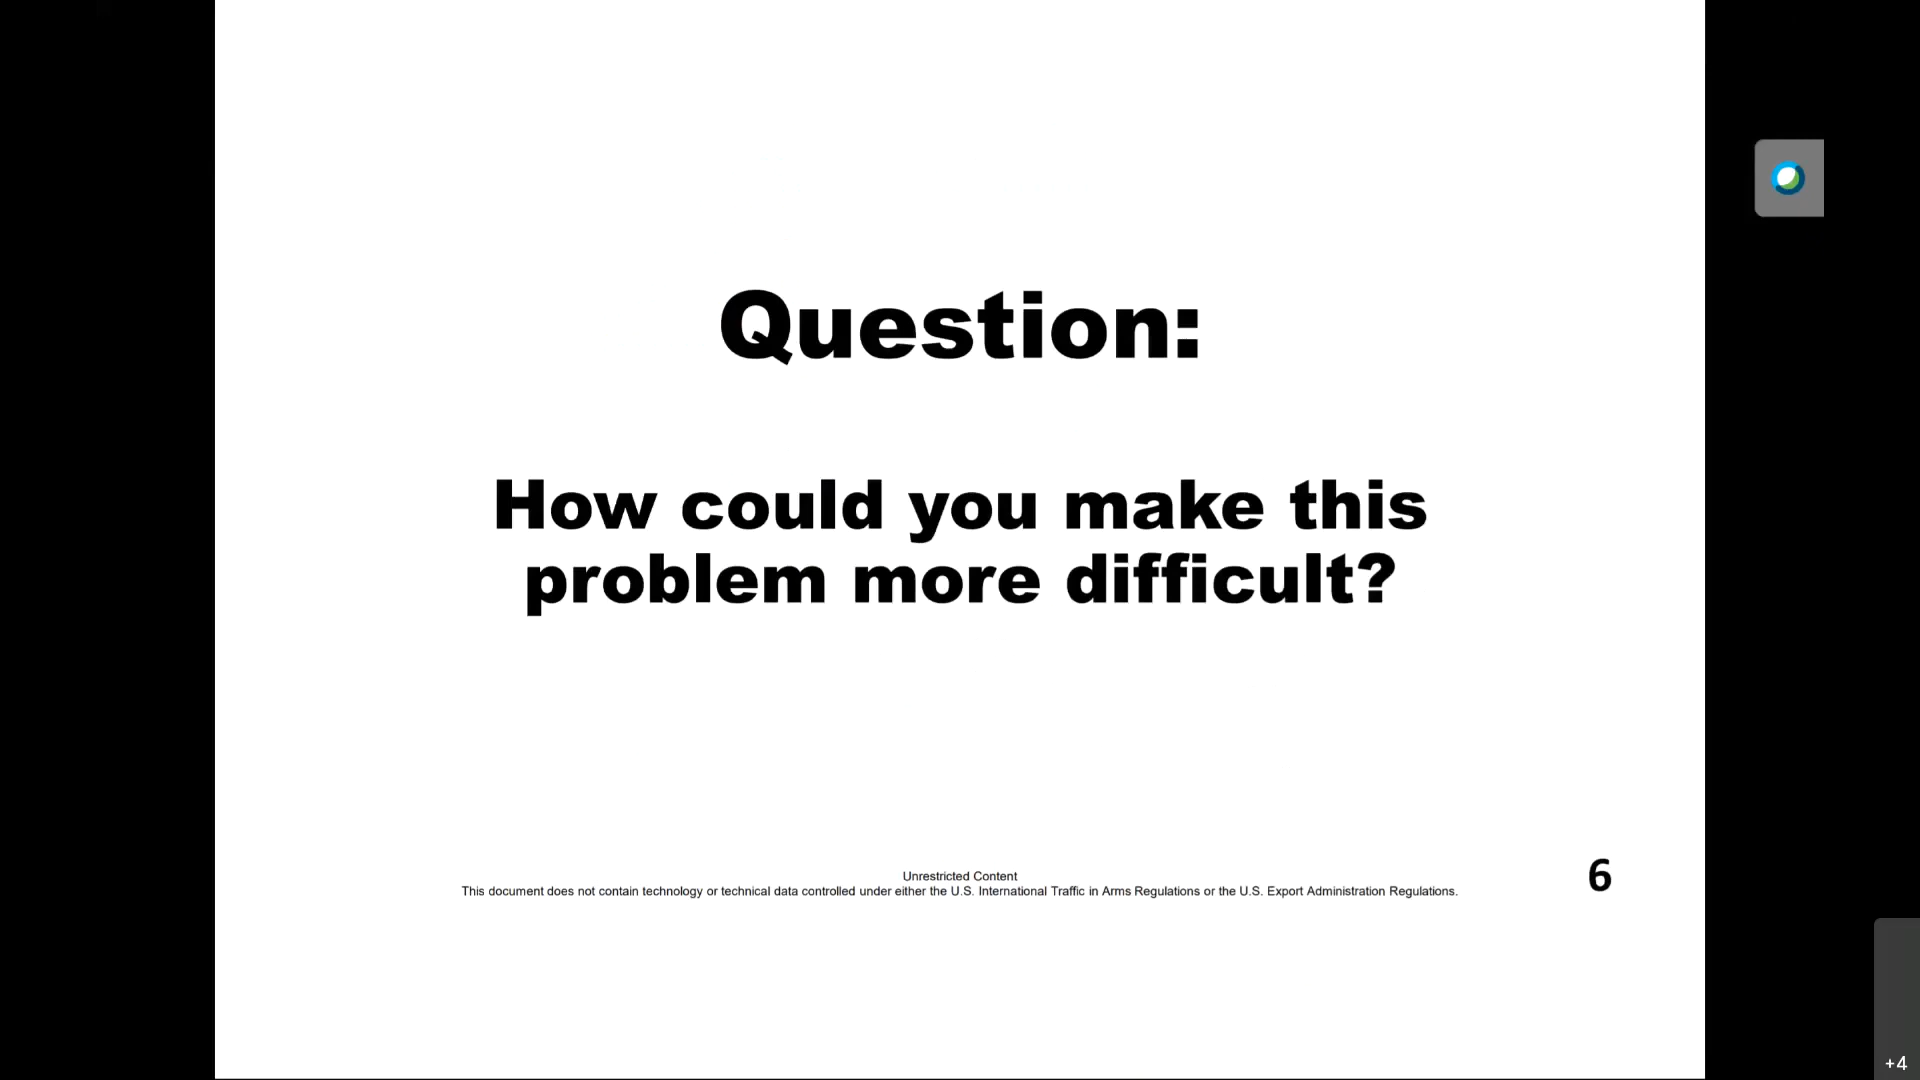 Question:
How could you make this
problem more difficult?
Unrestricted Content
This document does not contain technology or technical data controlled under either the U.S. International Traffic in Arms Regulations or the U.S. Export Administration Regulations.
6
+4